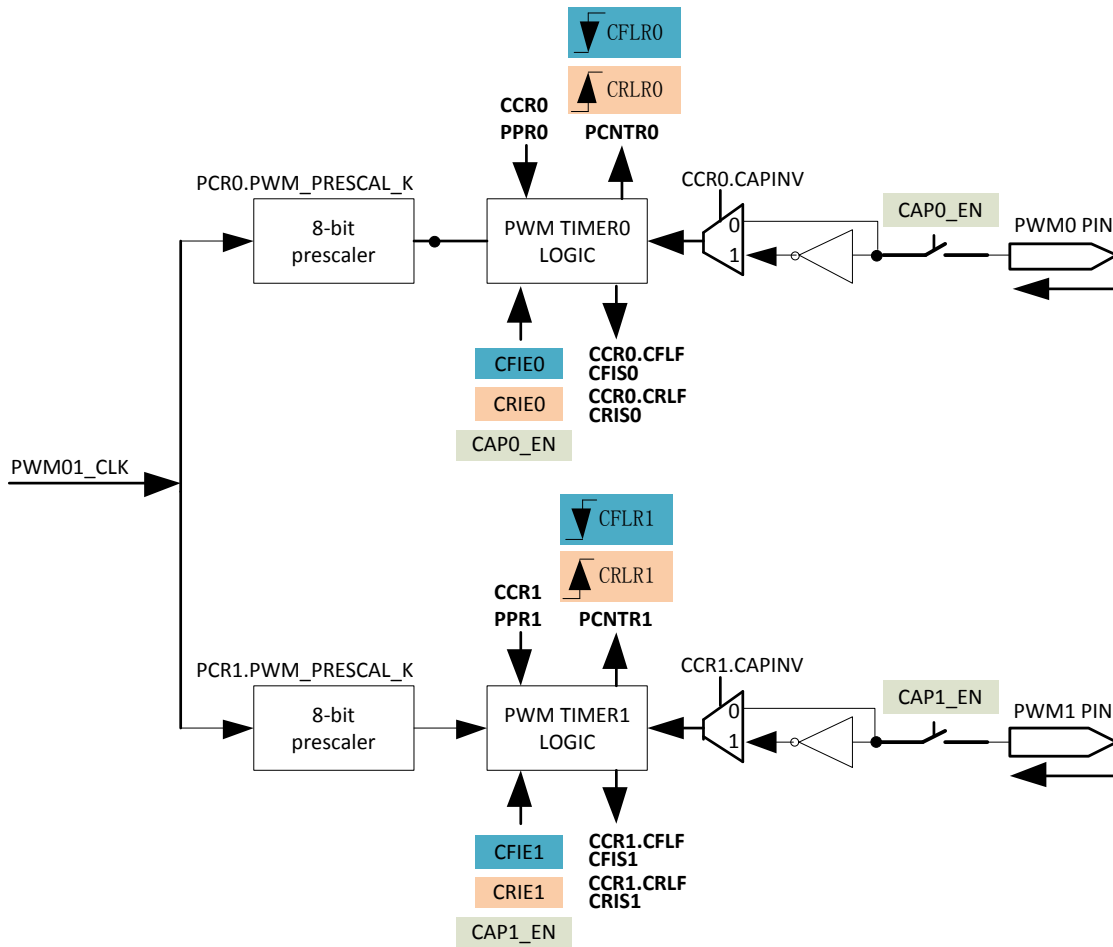 CFLR0
CRLR0
CCR0
PPR0
PCNTR0
PCR0.PWM_PRESCAL_K
CCR0.CAPINV
CAP0_EN
PWM0 PIN
8-bit
prescaler
PWM TIMER0
LOGIC
0
1
CFIE0
CRIE0
CAP0_EN
CCR0.CFLF
CFIS0
CCR0.CRLF
CRIS0
PWM01_CLK
CFLR1
CRLR1
CCR1
PPR1
PCNTR1
PCR1.PWM_PRESCAL_K
CCR1.CAPINV
CAP1_EN
PWM1 PIN
8-bit
prescaler
PWM TIMER1
LOGIC
0
1
CFIE1
CRIE1
CAP1_EN
CCR1.CFLF
CFIS1
CCR1.CRLF
CRIS1